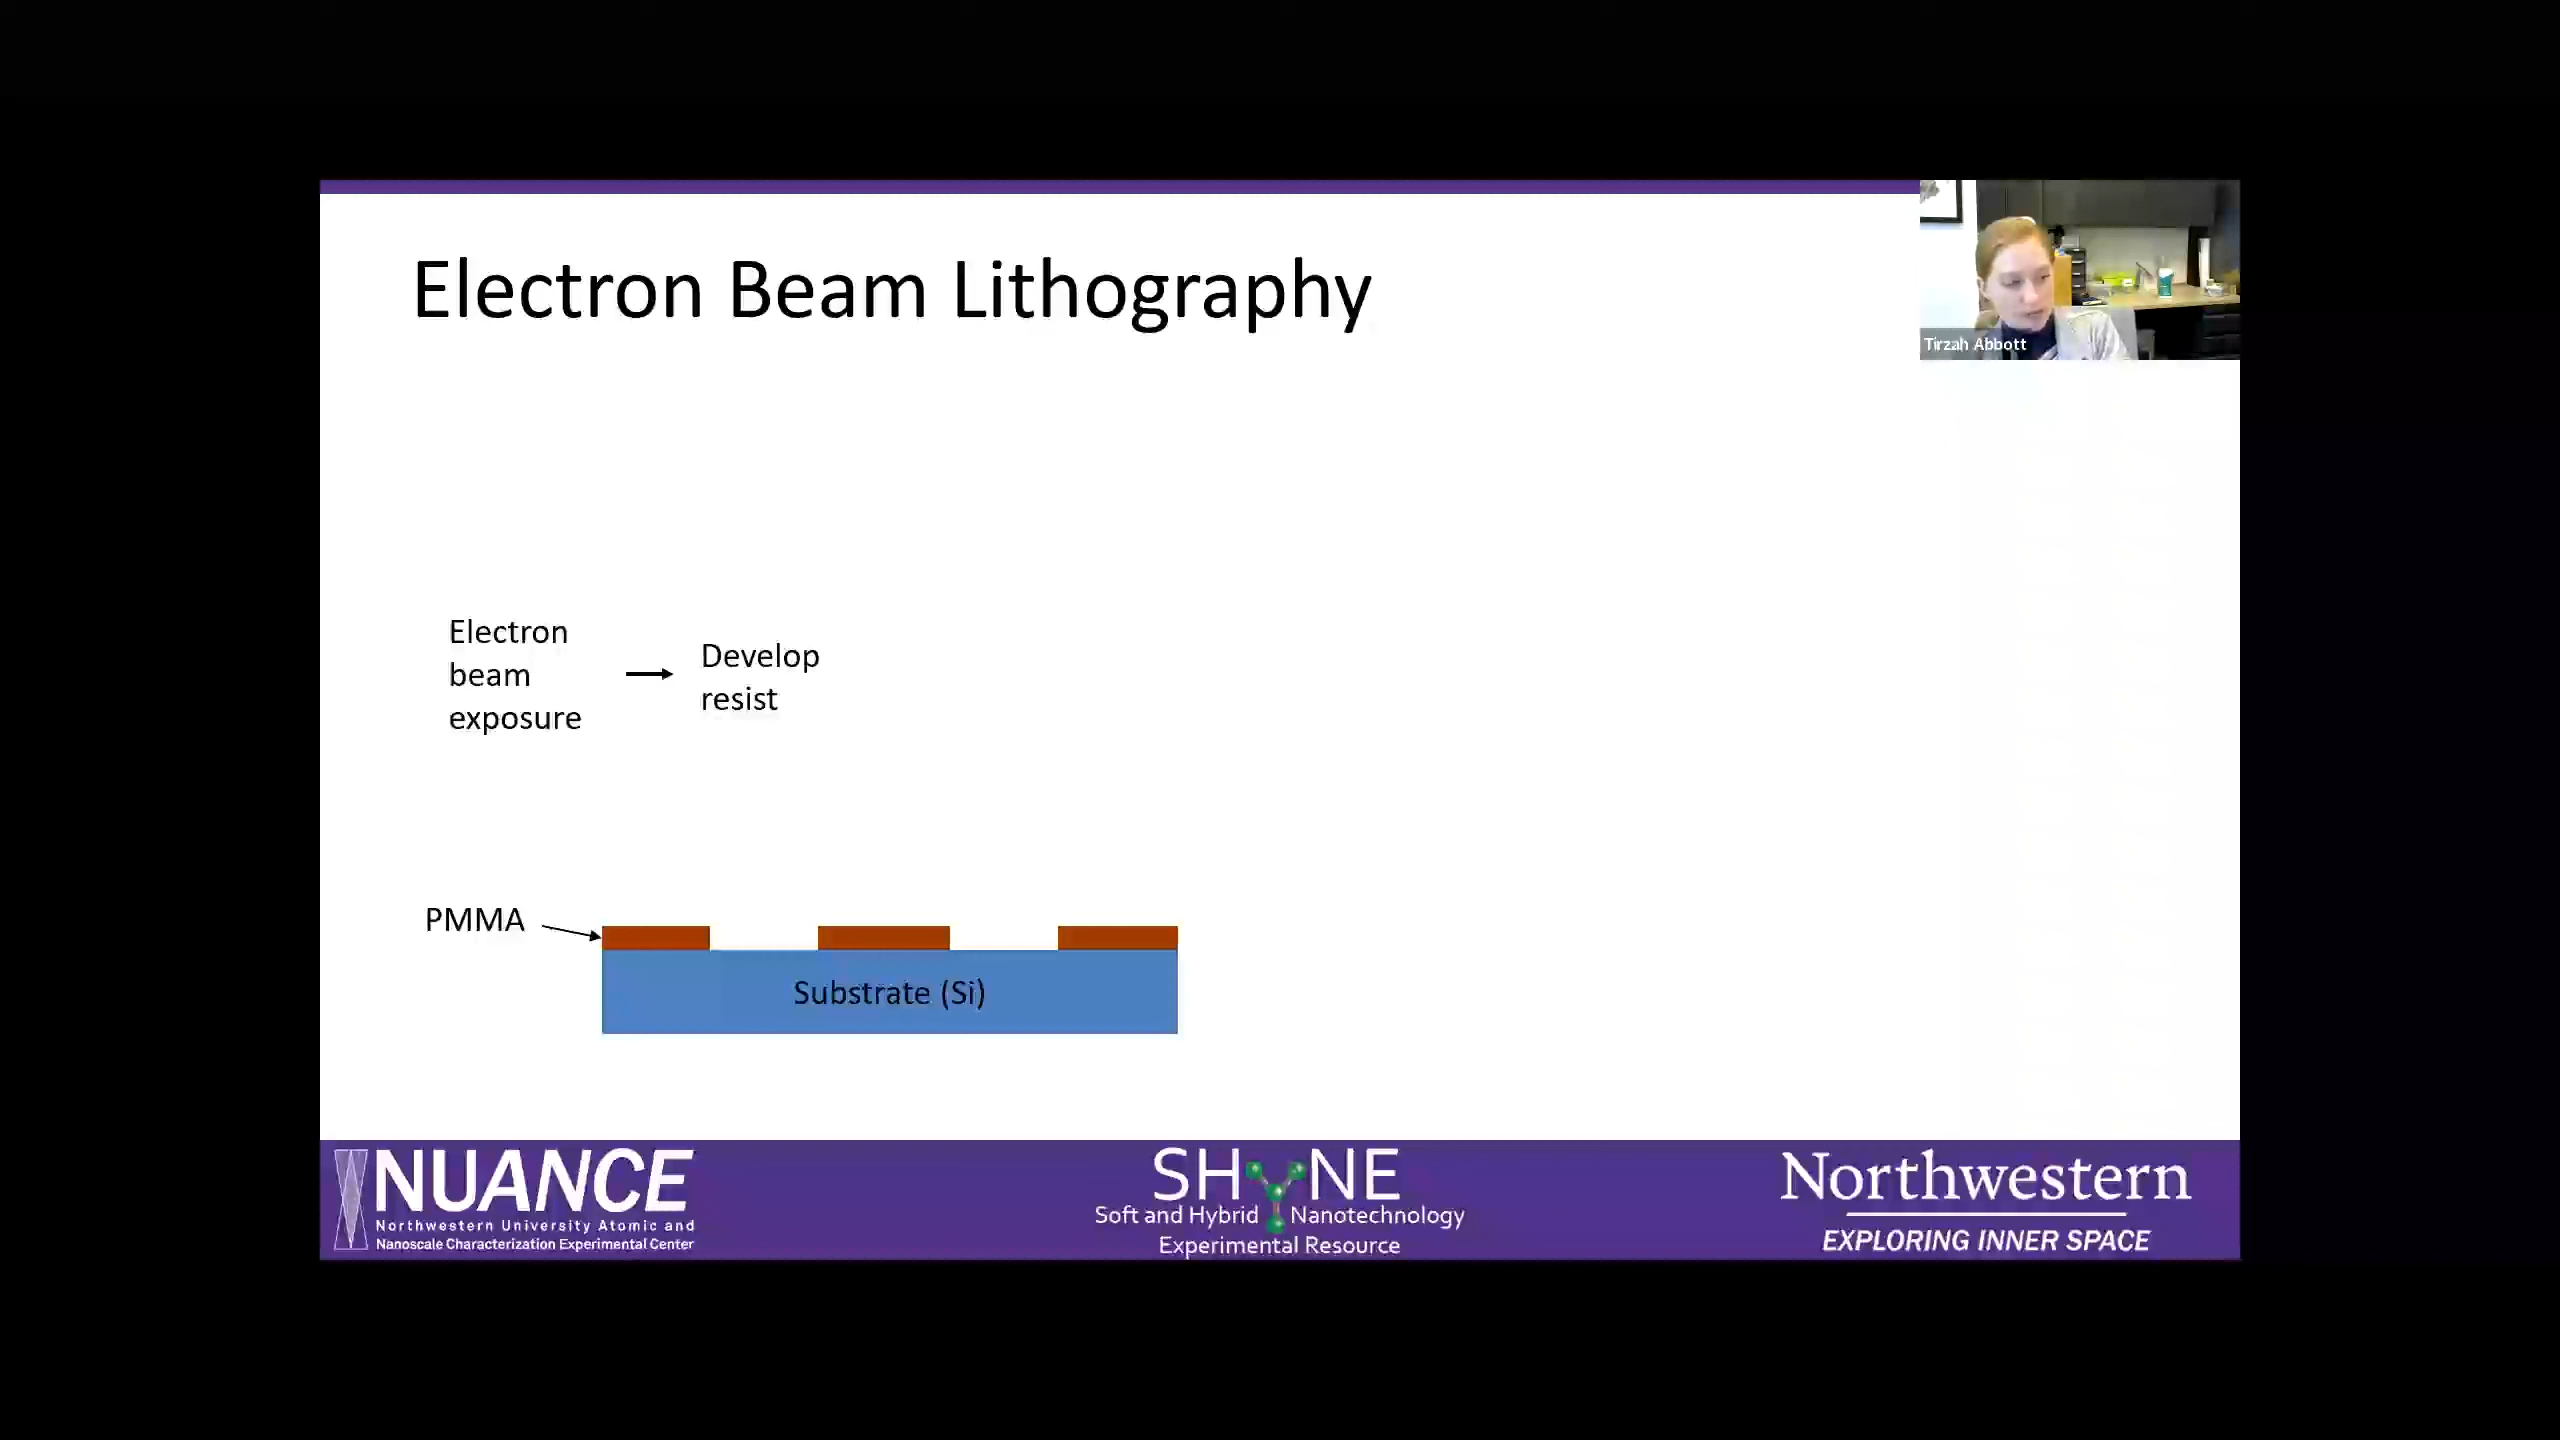 Electron Beam Lithography
Tirzah Abbott
Electron
beam
exposure
Develop
resist
PMMA
Substrate (Si)
NUANCE
Northwestern University Atomic and
Nanoscale Characterization Experimental Center
SHyNE
Soft and Hybrid Nanotechnology
Experimental Resource
Northwestern
EXPLORING INNER SPACE